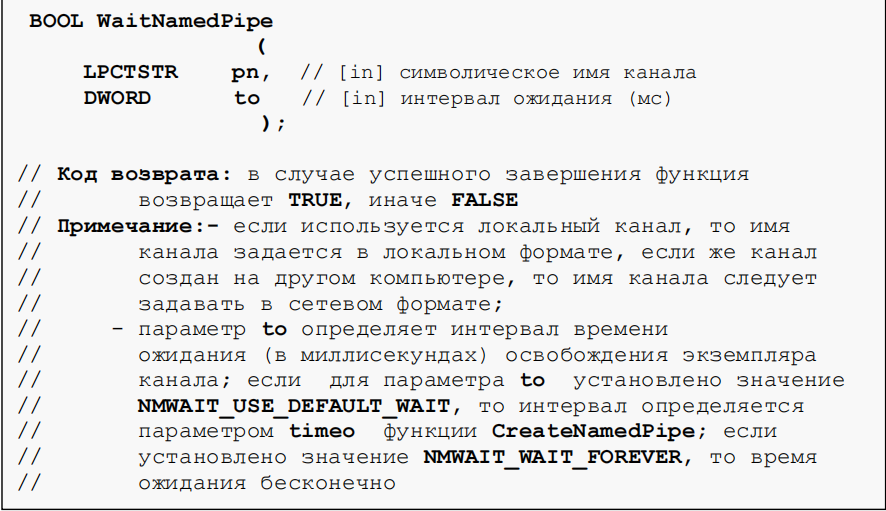 BOOL WaitNamedPipe
(
LPCTSTR pn, // [in] символическое имя канала
DWORD to // [in] интервал ожидания (мс)
);
// Код возврата: в случае успешного завершения функция
// возвращает TRUE, иначе FALSE
// Примечание:- если используется локальный канал, то имя
// канала задается в локальном формате, если же канал
// создан на другом компьютере, то имя канала следует
// задавать в сетевом формате;
// - параметр to определяет интервал времени
// ожидания (в миллисекундах) освобождения экземпляра
// канала; если для параметра to установлено значение
// NMWAIT_USE_DEFAULT_WAIT, то интервал определяется
// параметром timeo функции CreateNamedPipe; если
// установлено значение NMWAIT_WAIT_FOREVER, то время
// ожидания бесконечно